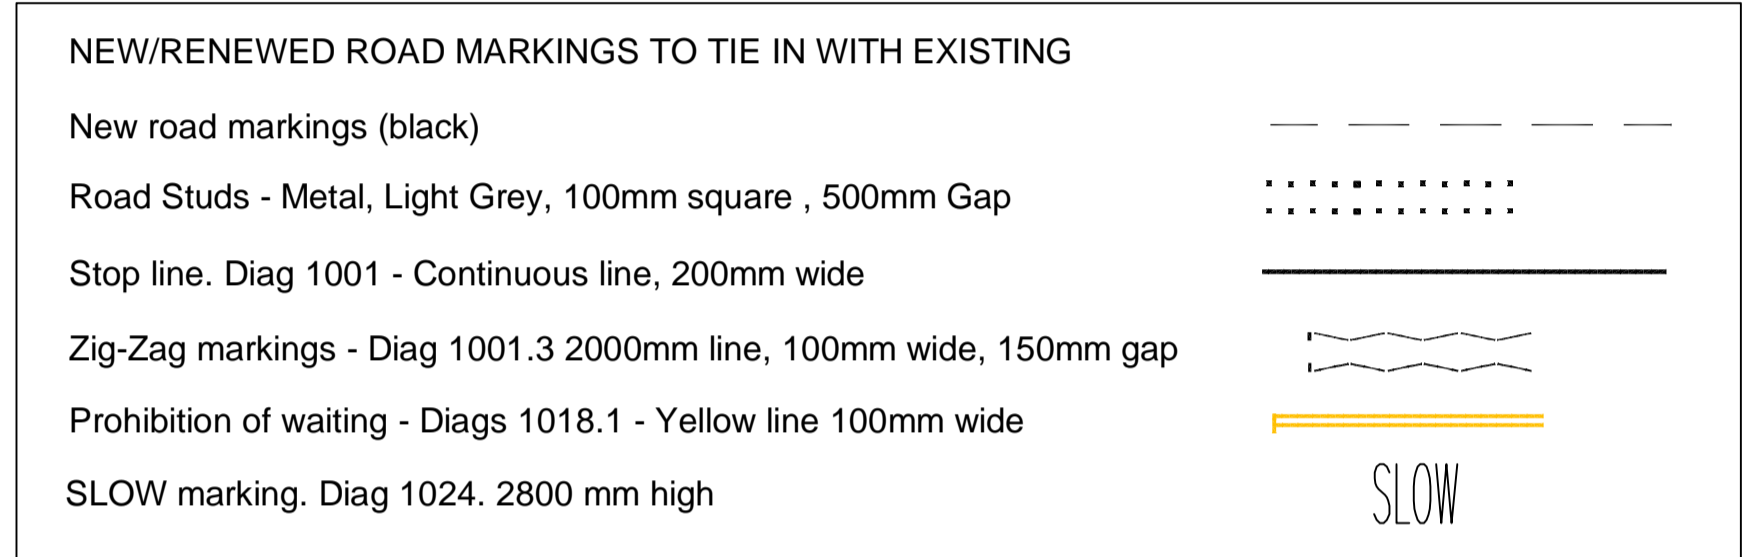 NEW/RENEWED ROAD MARKINGS TO TIE IN WITH EXISTING
New road markings (black)
Road Studs - Metal, Light Grey, 100mm square , 500mm Gap
Stop line. Diag 1001 - Continuous line, 200mm wide
Zig-Zag markings - Diag 1001.3 2000mm line, 100mm wide, 150mm gap
Prohibition of waiting - Diags 1018.1 - Yellow line 100mm wide
SLOW marking. Diag 1024. 2800 mm high
SLOW